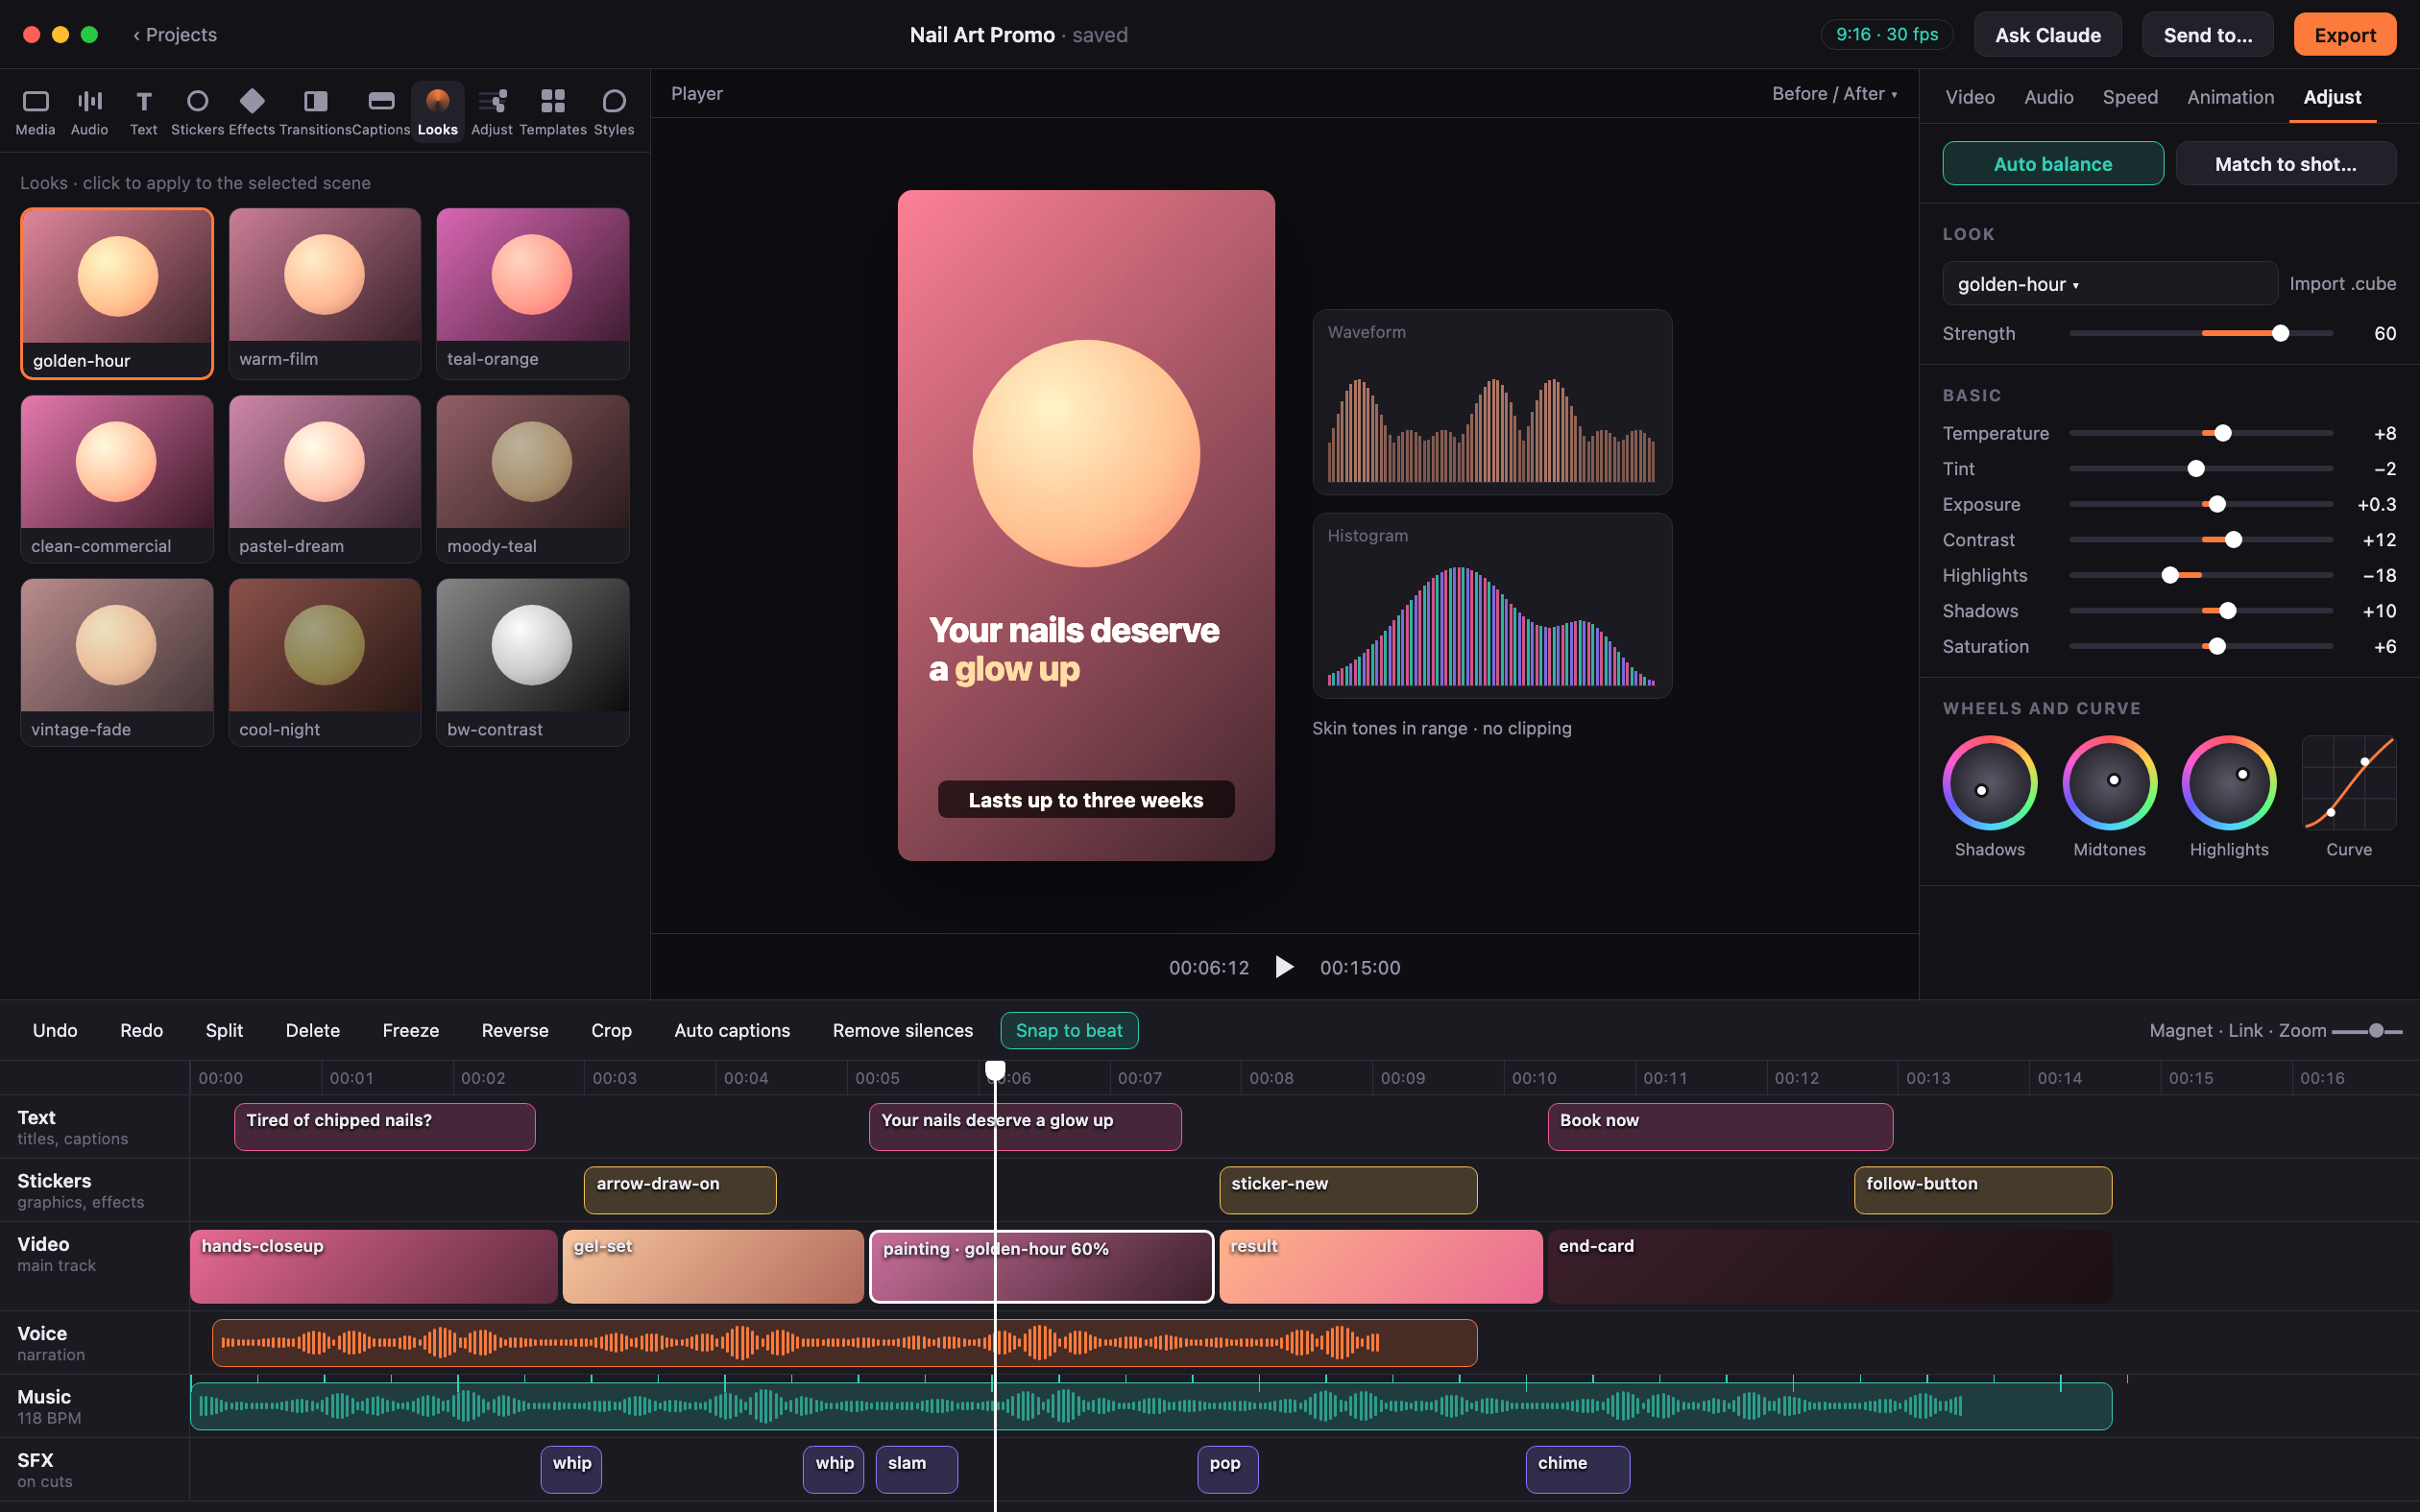 ‹ Projects
Nail Art Promo · saved
9:16 · 30 fps
Ask Claude
Send to...
Export
Media
Audio
Text
Stickers
Effects
Transitions
Captions
Looks
Adjust
Templates
Styles
Looks · click to apply to the selected scene
golden-hour
warm-film
teal-orange
clean-commercial
pastel-dream
moody-teal
vintage-fade
cool-night
bw-contrast
Player
Before / After ▾
Your nails deserve
a glow up
Lasts up to three weeks
Waveform
Histogram
Skin tones in range · no clipping
00:06:12
00:15:00
Video
Audio
Speed
Animation
Adjust
Auto balance
Match to shot...
LOOK
golden-hour ▾
Import .cube
Strength
60
BASIC
Temperature
+8
Tint
−2
Exposure
+0.3
Contrast
+12
Highlights
−18
Shadows
+10
Saturation
+6
WHEELS AND CURVE
Shadows
Midtones
Highlights
Curve
Undo
Redo
Split
Delete
Freeze
Reverse
Crop
Auto captions
Remove silences
Snap to beat
Magnet · Link · Zoom
00:00
00:01
00:02
00:03
00:04
00:05
00:06
00:07
00:08
00:09
00:10
00:11
00:12
00:13
00:14
00:15
00:16
Text
titles, captions
Tired of chipped nails?
Your nails deserve a glow up
Book now
Stickers
graphics, effects
arrow-draw-on
sticker-new
follow-button
Video
main track
hands-closeup
gel-set
painting · golden-hour 60%
result
end-card
Voice
narration
Music
118 BPM
SFX
on cuts
whip
whip
slam
pop
chime